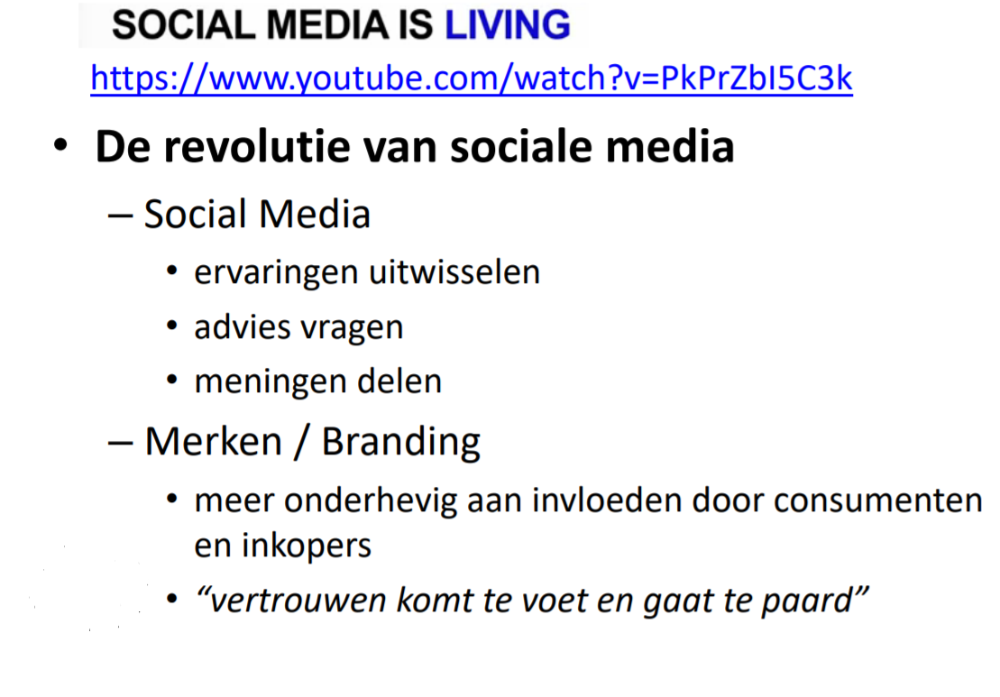 SOCIAL MEDIA IS LIVING
https://www.youtube.com/watch?v=PkPrZbI5C3k
• De revolutie van sociale media
– Social Media
• ervaringen uitwisselen
• advies vragen
• meningen delen
– Merken / Branding
• meer onderhevig aan invloeden door consumenten
en inkopers
• “vertrouwen komt te voet en gaat te paard”